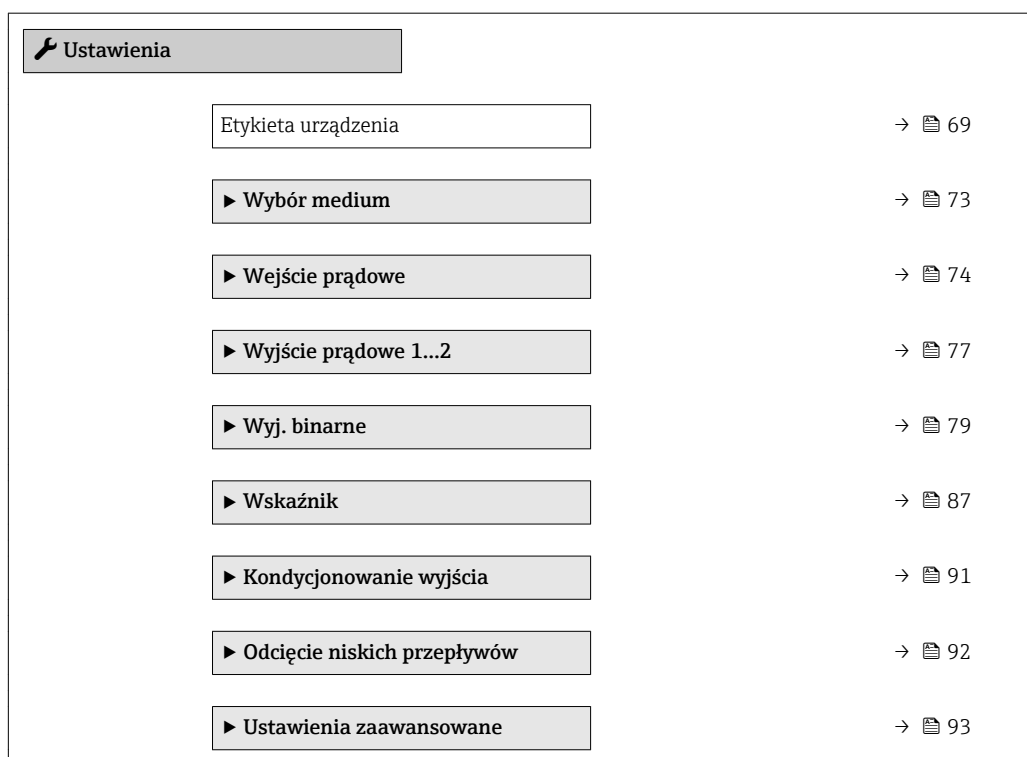 Ustawienia
Etykieta urządzenia → 69
▶ Wybór medium → 73
▶ Wejście prądowe → 74
▶ Wyjście prądowe 1…2 → 77
▶ Wyj. binarne → 79
▶ Wskaźnik → 87
▶ Kondycjonowanie wyjścia → 91
▶ Odcięcie niskich przepływów → 92
▶ Ustawienia zaawansowane → 93